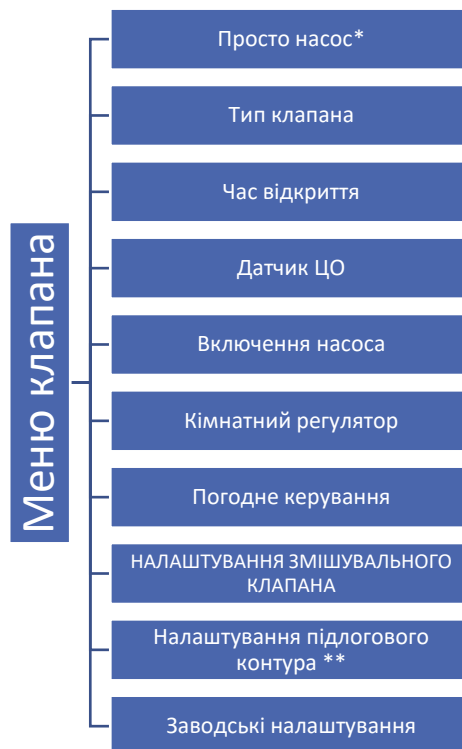 Меню клапана
Просто насос*
Тип клапана
Час відкриття
Датчик ЦО
Включення насоса
Кімнатний регулятор
Погодне керування
НАЛАШТУВАННЯ ЗМІШУВАЛЬНОГО
КЛАПАНА
Налаштування підлогового
контура **
Заводські налаштування